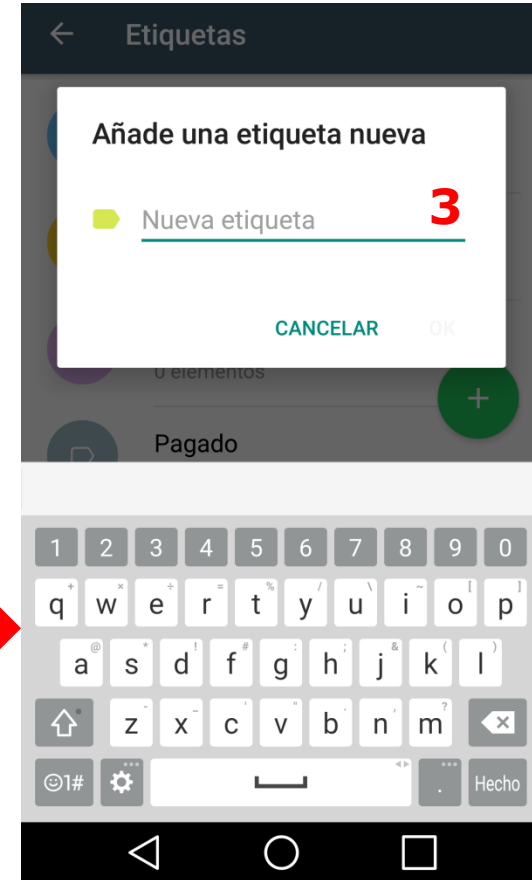 Etiquetas
Añade una etiqueta nueva
Nueva etiqueta
3
CANCELAR
OK
0 elementos
+
Pagado
1 2 3 4 5 6 7 8 9 0
+ × ÷ = % / \ ~ [ ]
q w e r t y u i o p
@ * ! # : ; & ( )
a s d f g h j k l
- _ ' " , ?
z x c v b n m
☺1# . Hecho